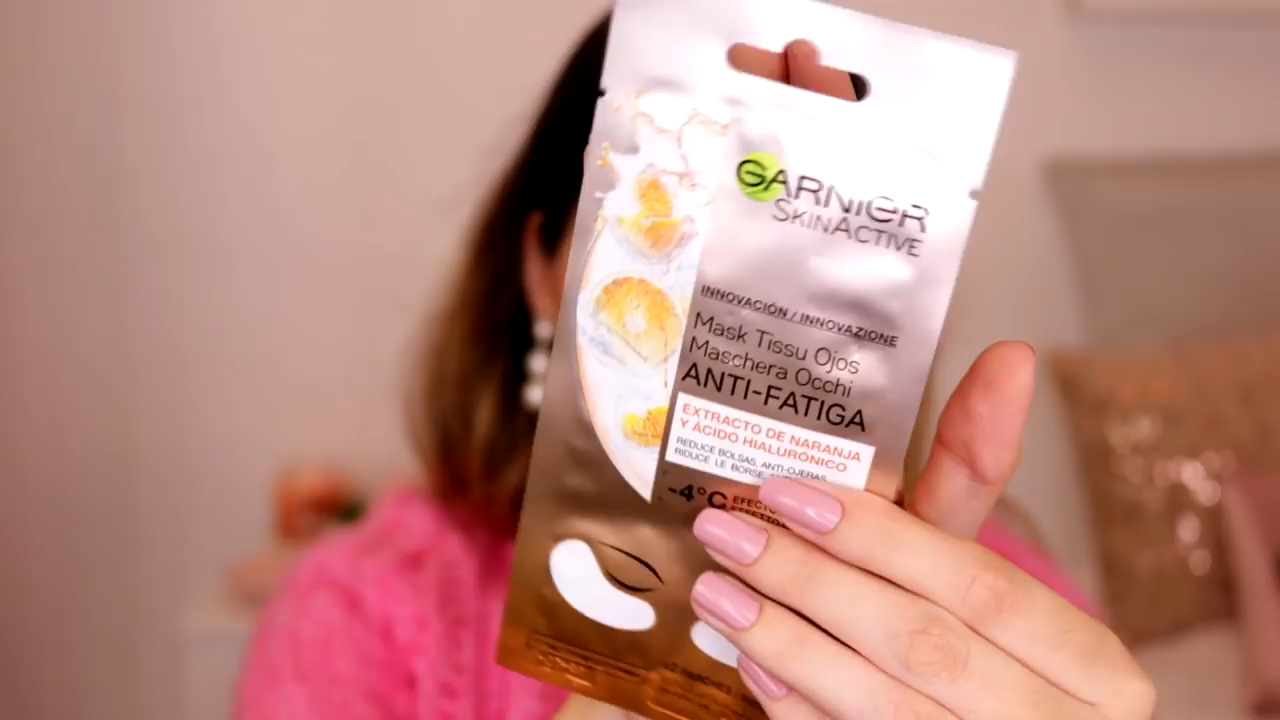 GARNIER
SKINACTIVE
INNOVACIÓN / INNOVAZIONE
Mask Tissu Ojos
Maschera Occhi
ANTI-FATIGA
EXTRACTO DE NARANJA
Y ÁCIDO HIALURÓNICO
REDUCE BOLSAS, ANTI-OJERAS
RIDUCE LE BORSE,
-4°C EFECTO